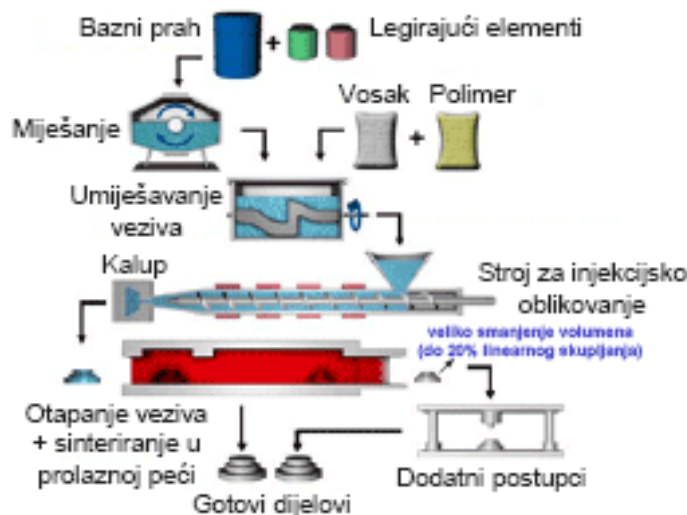 Bazni prah
+
Legirajući elementi
Miješanje
Vosak + Polimer
Umiješavanje
veziva
Kalup
Stroj za injekcijsko
oblikovanje
veliko smanjenje volumena
(do 20% linearnog skupljanja)
Otapanje veziva
+ sinteriranje u
prolaznoj peći
Gotovi dijelovi
Dodatni postupci